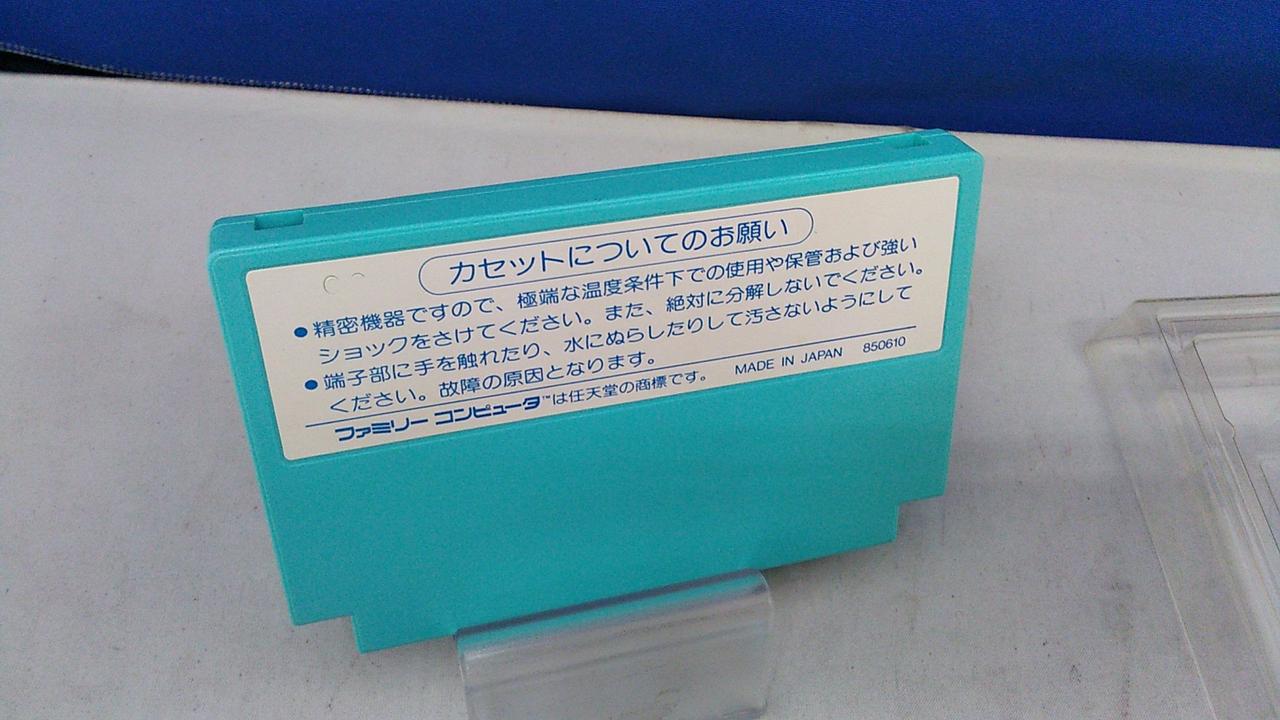 カセットについてのお願い
●精密機器ですので、極端な温度条件下での使用や保管および強い
ショックをさけてください。また、絶対に分解しないでください。
●端子部に手を触れたり、水にぬらしたりして汚さないようにして
ください。故障の原因となります。
ファミリー コンピュータ™は任天堂の商標です。 MADE IN JAPAN 850610